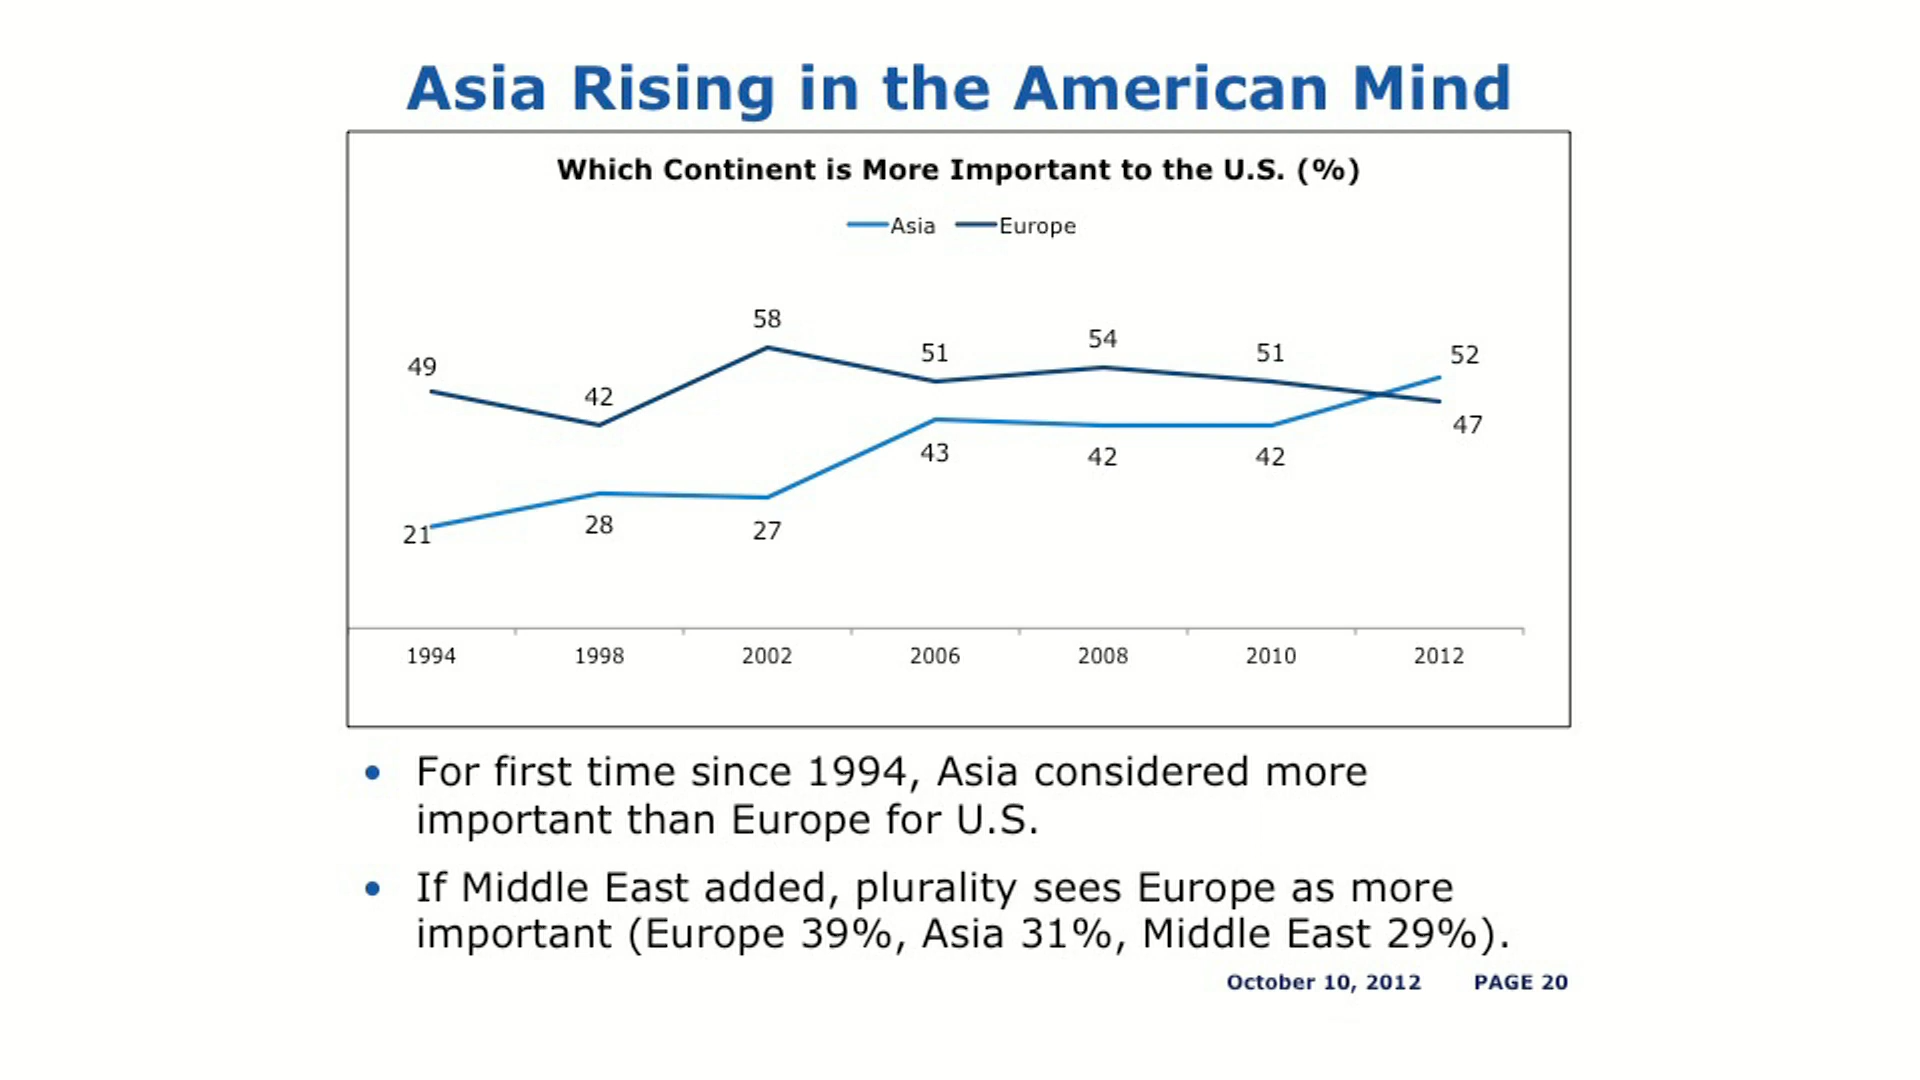 Asia Rising in the American Mind
Which Continent is More Important to the U.S. (%)
Asia Europe
58
54
49 51 51 52
42
47
43 42 42
28 27
21
1994 1998 2002 2006 2008 2010 2012
• For first time since 1994, Asia considered more
important than Europe for U.S.
• If Middle East added, plurality sees Europe as more
important (Europe 39%, Asia 31%, Middle East 29%).
October 10, 2012 PAGE 20